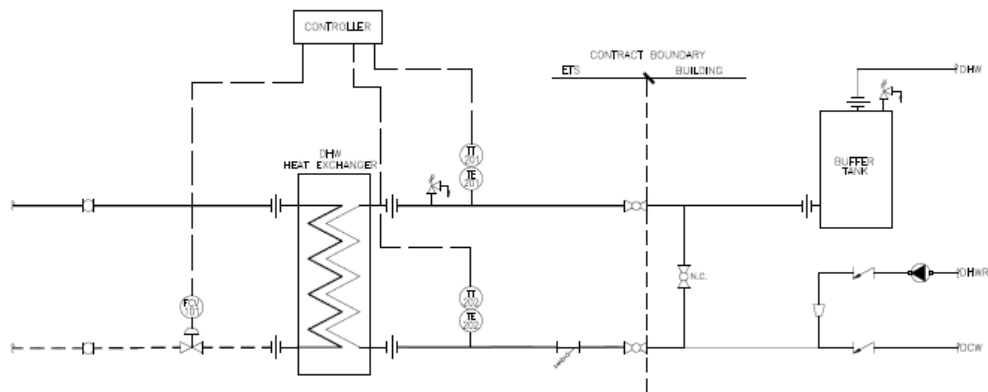 CONTROLLER
CONTRACT BOUNDARY
ETS BUILDING
DHW
DHW
HEAT EXCHANGER
TT
201
TE
201
BUFFER
TANK
N.C.
DHWR
FCV
101
TT
202
TE
202
DCW